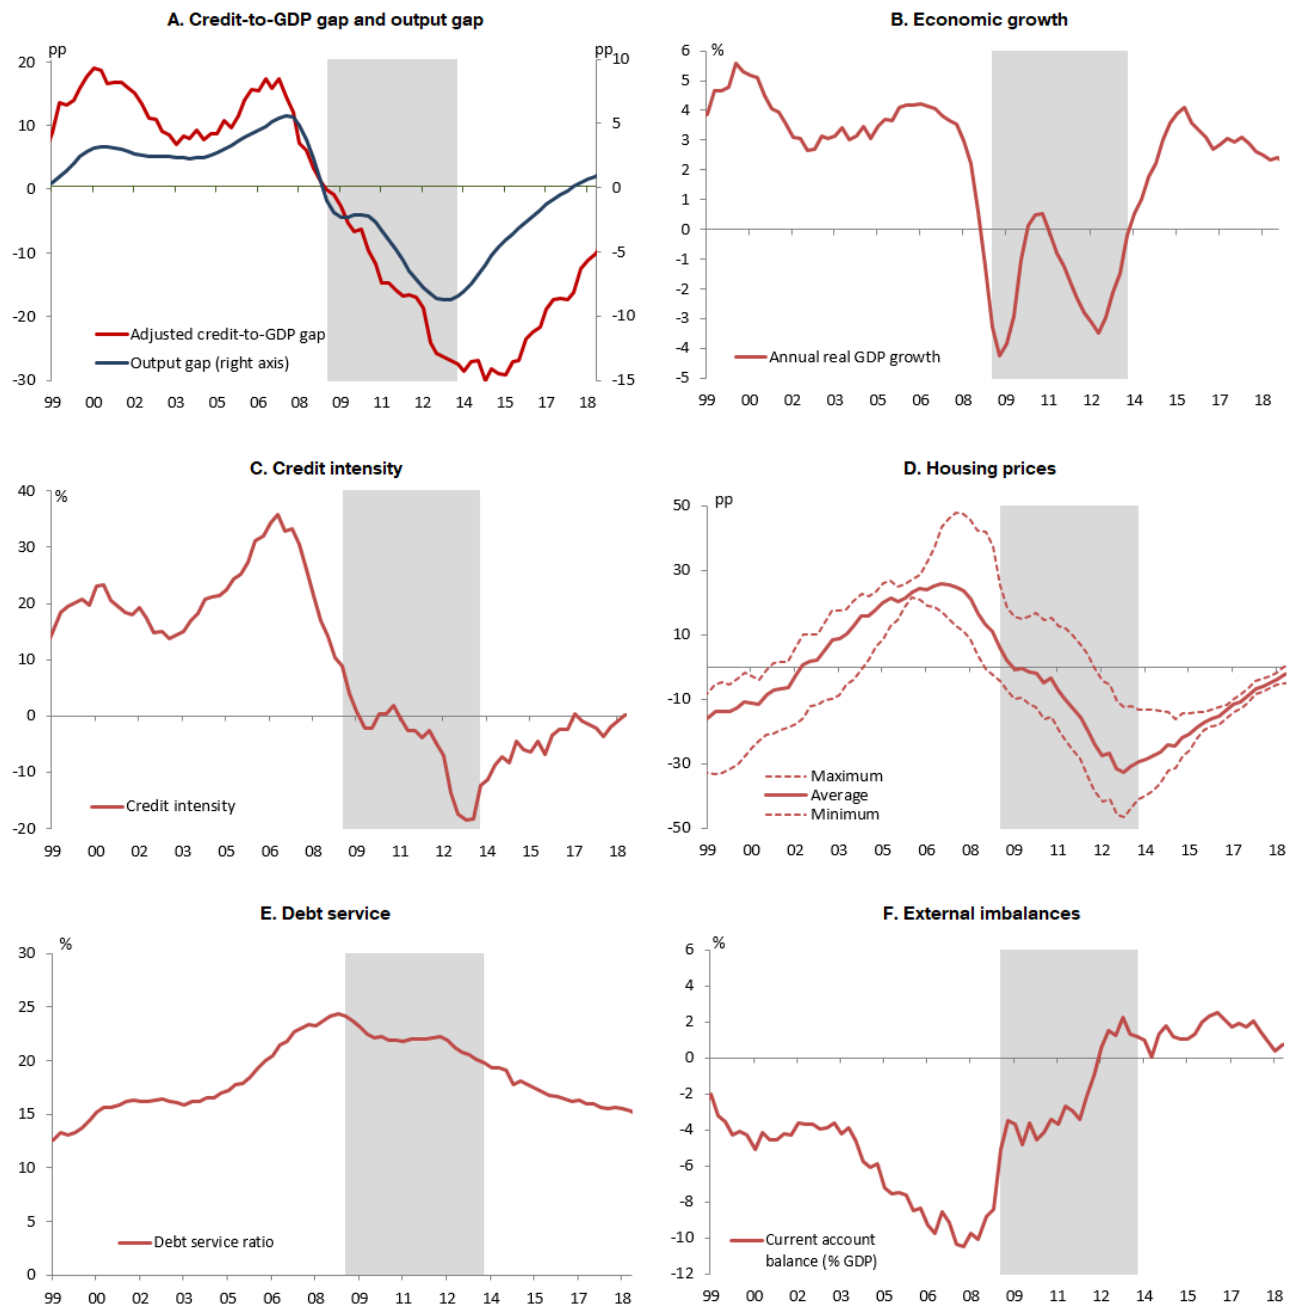 A. Credit-to-GDP gap and output gap
pp
pp
20
10
0
-10
-20
-30
10
5
0
-5
-10
-15
Adjusted credit-to-GDP gap
Output gap (right axis)
99 00 02 03 05 06 08 09 11 12 14 15 17 18
B. Economic growth
%
6
5
4
3
2
1
0
-1
-2
-3
-4
-5
Annual real GDP growth
99 00 02 03 05 06 08 09 11 12 14 15 17 18
C. Credit intensity
%
40
30
20
10
0
-10
-20
Credit intensity
99 00 02 03 05 06 08 09 11 12 14 15 17 18
D. Housing prices
pp
50
30
10
-10
-30
-50
Maximum
Average
Minimum
99 00 02 03 05 06 08 09 11 12 14 15 17 18
E. Debt service
%
30
25
20
15
10
5
0
Debt service ratio
99 00 02 03 05 06 08 09 11 12 14 15 17 18
F. External imbalances
%
6
4
2
0
-2
-4
-6
-8
-10
-12
Current account
balance (% GDP)
99 00 02 03 05 06 08 09 11 12 14 15 17 18